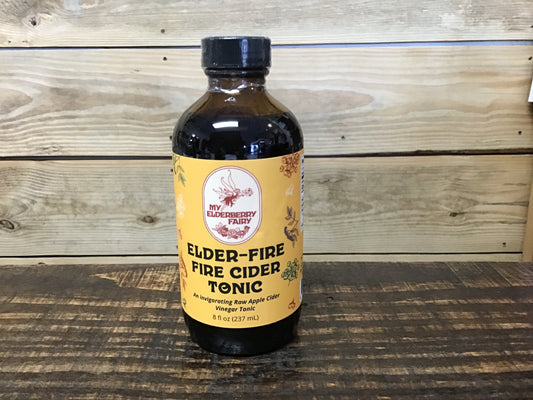 MY
ELDERBERRY
FAIRY
ELDER-FIRE
FIRE CIDER
TONIC
An invigorating Raw Apple Cider
Vinegar Tonic
8 fl oz (237 mL)